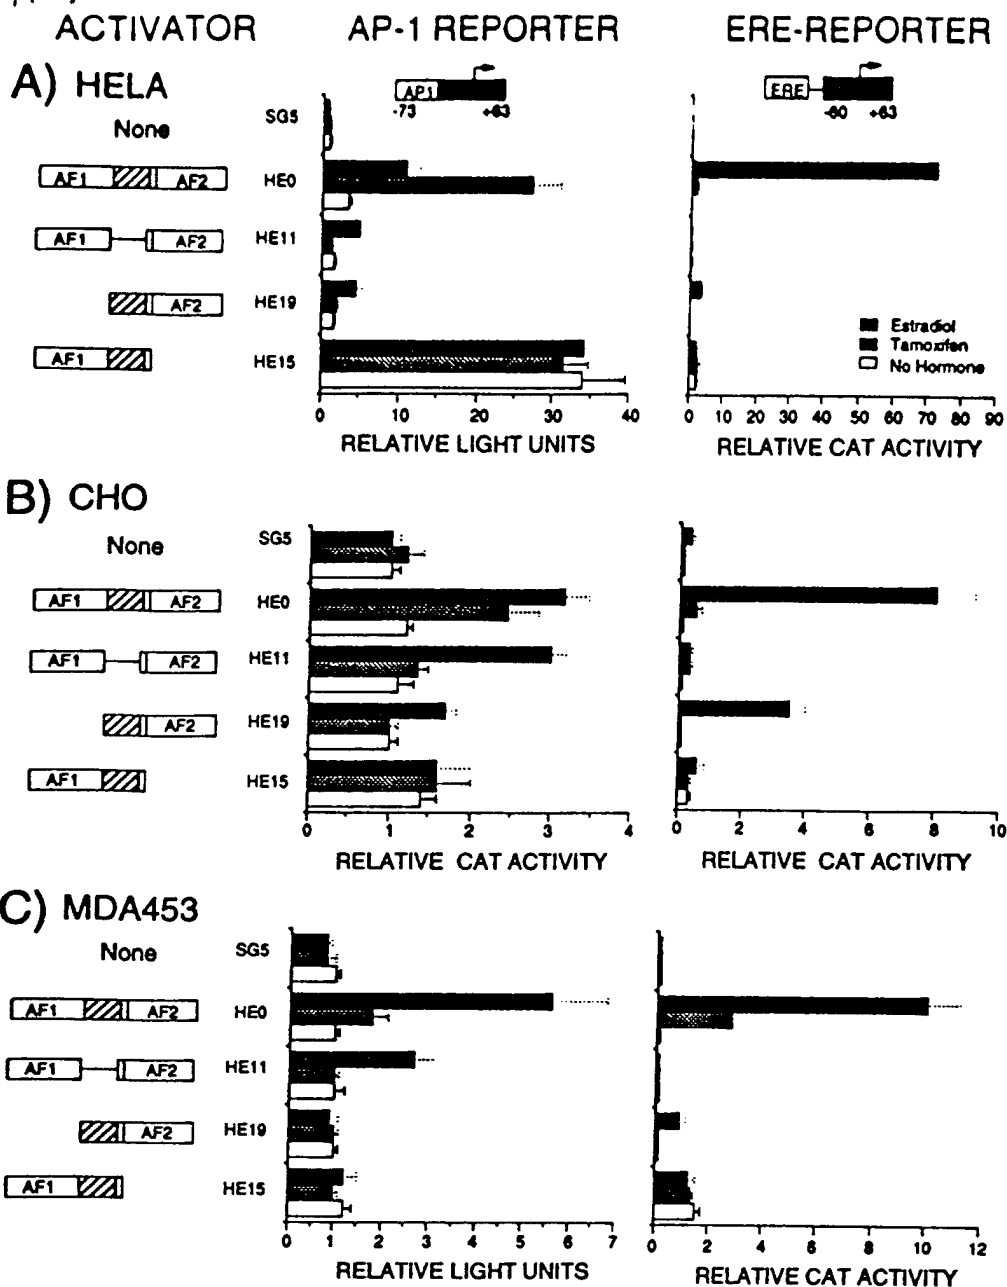 ACTIVATOR AP-1 REPORTER ERE-REPORTER
A) HELA
AP1
-73 +63
ERE
-60 +63
None SG5
AF1 AF2 HE0
AF1 AF2 HE11
AF2 HE19
AF1 HE15
Estradiol
Tamoxifen
No Hormone
0 10 20 30 40
RELATIVE LIGHT UNITS
0 10 20 30 40 50 60 70 80 90
RELATIVE CAT ACTIVITY
B) CHO
None SG5
AF1 AF2 HE0
AF1 AF2 HE11
AF2 HE19
AF1 HE15
0 1 2 3 4
RELATIVE CAT ACTIVITY
0 2 4 6 8 10
RELATIVE CAT ACTIVITY
C) MDA453
None SG5
AF1 AF2 HE0
AF1 AF2 HE11
AF2 HE19
AF1 HE15
0 1 2 3 4 5 6 7
RELATIVE LIGHT UNITS
0 2 4 6 8 10 12
RELATIVE CAT ACTIVITY